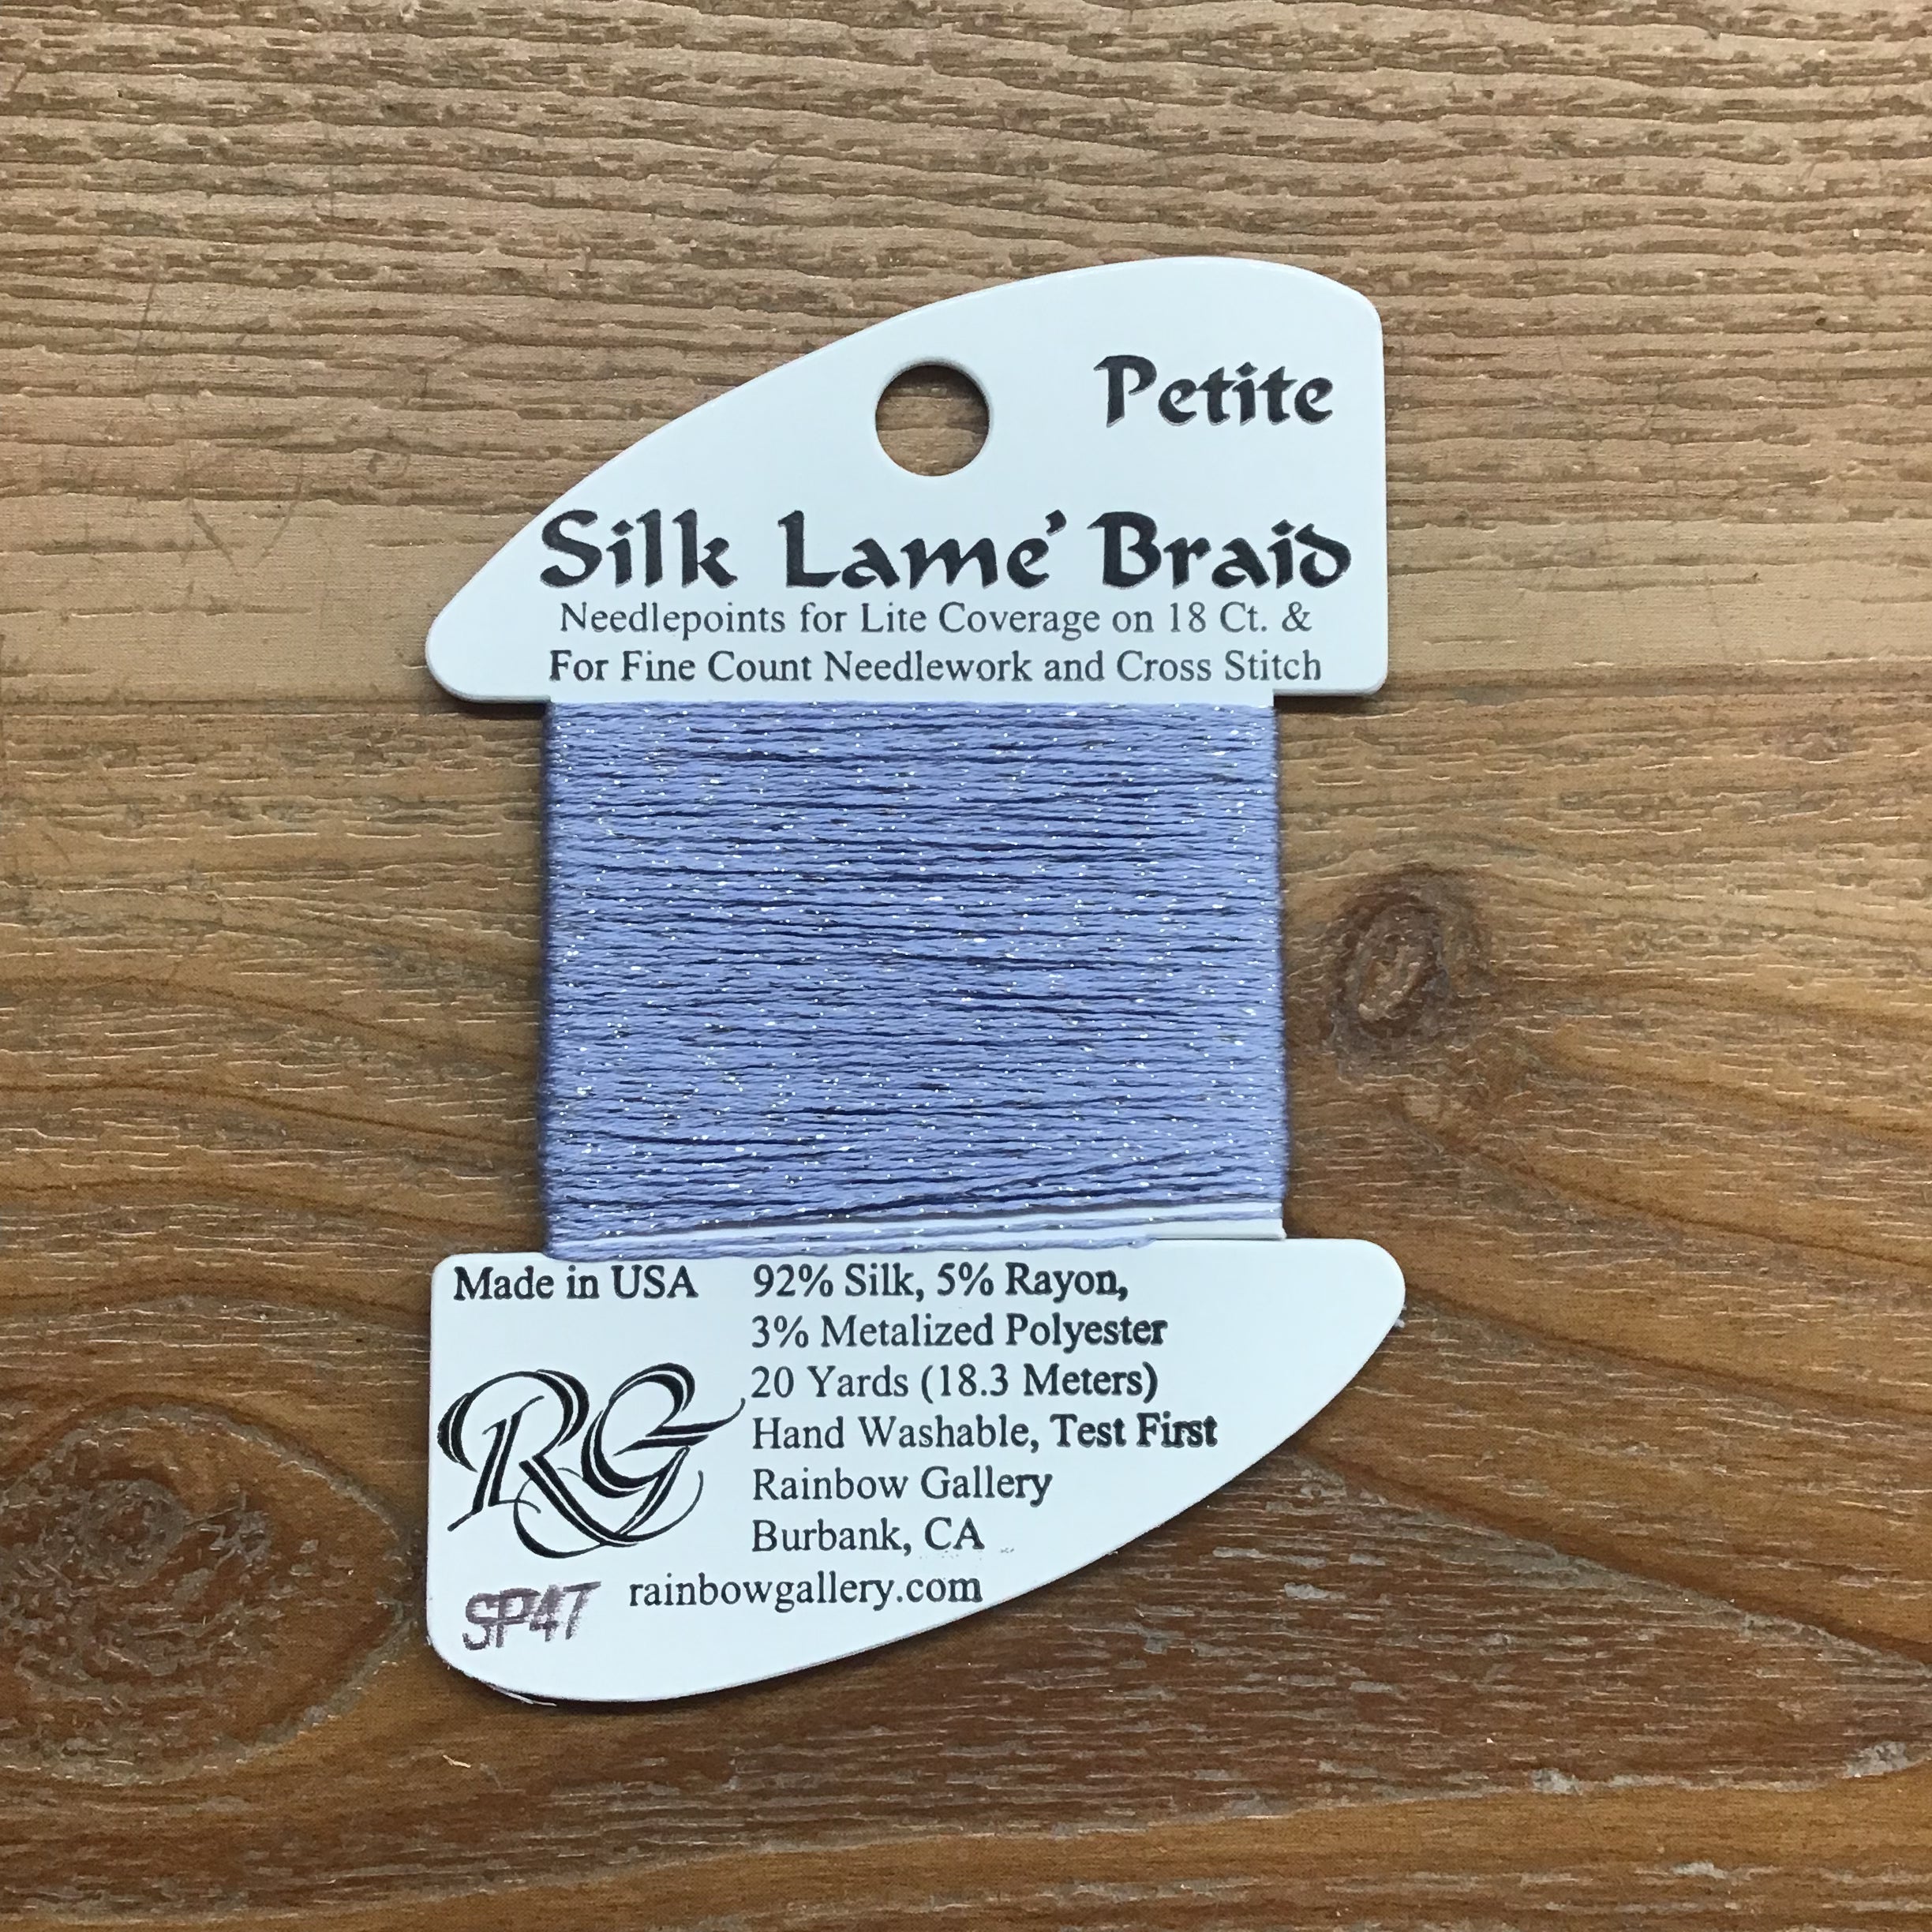 Petite
Silk Lamé Braid
Needlepoints for Lite Coverage on 18 Ct. &
For Fine Count Needlework and Cross Stitch
Made in USA
92% Silk, 5% Rayon,
3% Metalized Polyester
20 Yards (18.3 Meters)
Hand Washable, Test First
Rainbow Gallery
Burbank, CA
RG
SP47
rainbowgallery.com